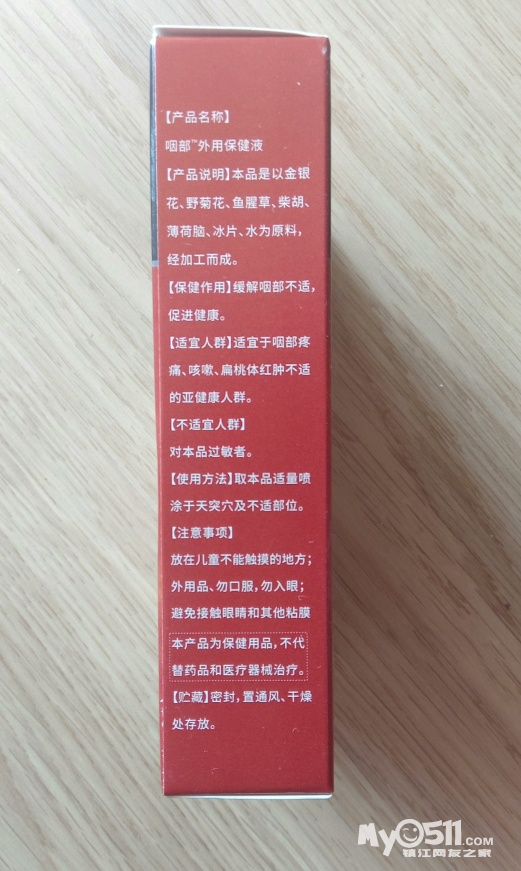 【产品名称】
咽部™外用保健液
【产品说明】本品是以金银
花、野菊花、鱼腥草、柴胡、
薄荷脑、冰片、水为原料，
经加工而成。
【保健作用】缓解咽部不适，
促进健康。
【适宜人群】适宜于咽部疼
痛、咳嗽、扁桃体红肿不适
的亚健康人群。
【不适宜人群】
对本品过敏者。
【使用方法】取本品适量喷
涂于天突穴及不适部位。
【注意事项】
放在儿童不能触摸的地方；
外用品、勿口服，勿入眼；
避免接触眼睛和其他粘膜
本产品为保健用品，不代
替药品和医疗器械治疗。
【贮藏】密封，置通风、干燥
处存放。
My0511.COM
镇江网友之家